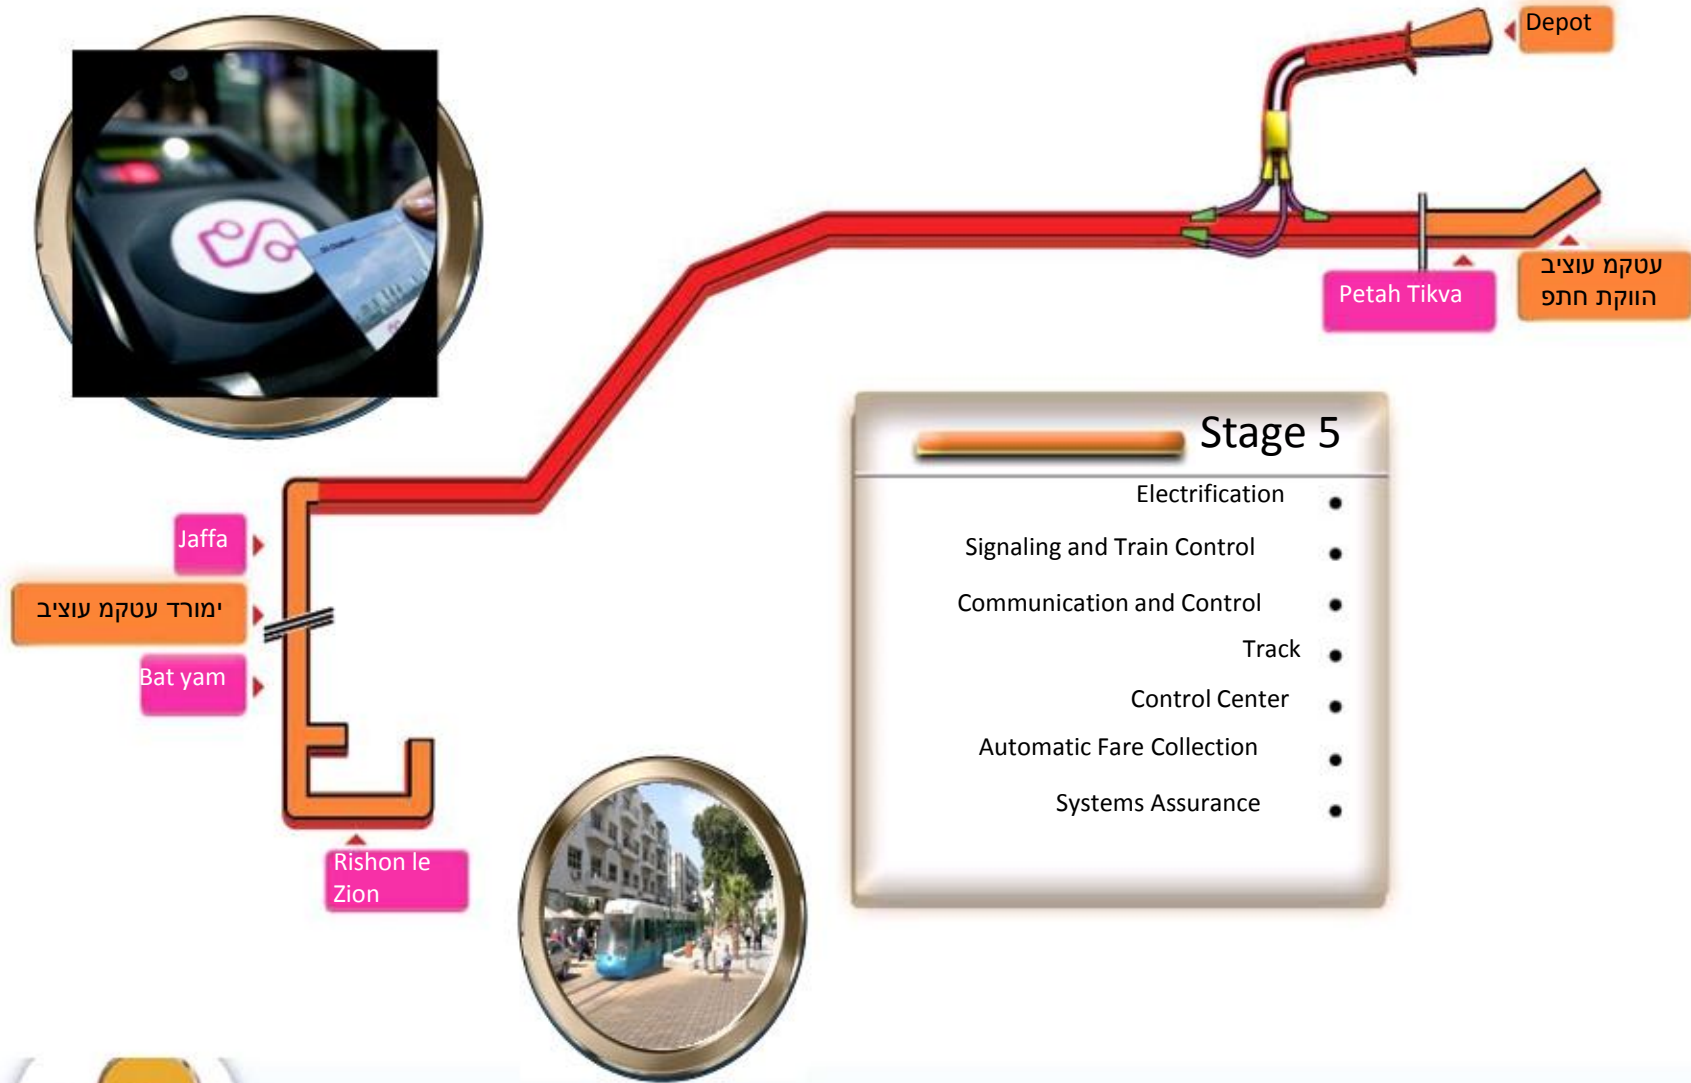 Depot
עטקמ עוציב
הווקת חתפ
Petah Tikva
Stage 5
Electrification
Signaling and Train Control
Communication and Control
Track
Control Center
Automatic Fare Collection
Systems Assurance
Jaffa
ימורד עטקמ עוציב
Bat yam
Rishon le
Zion